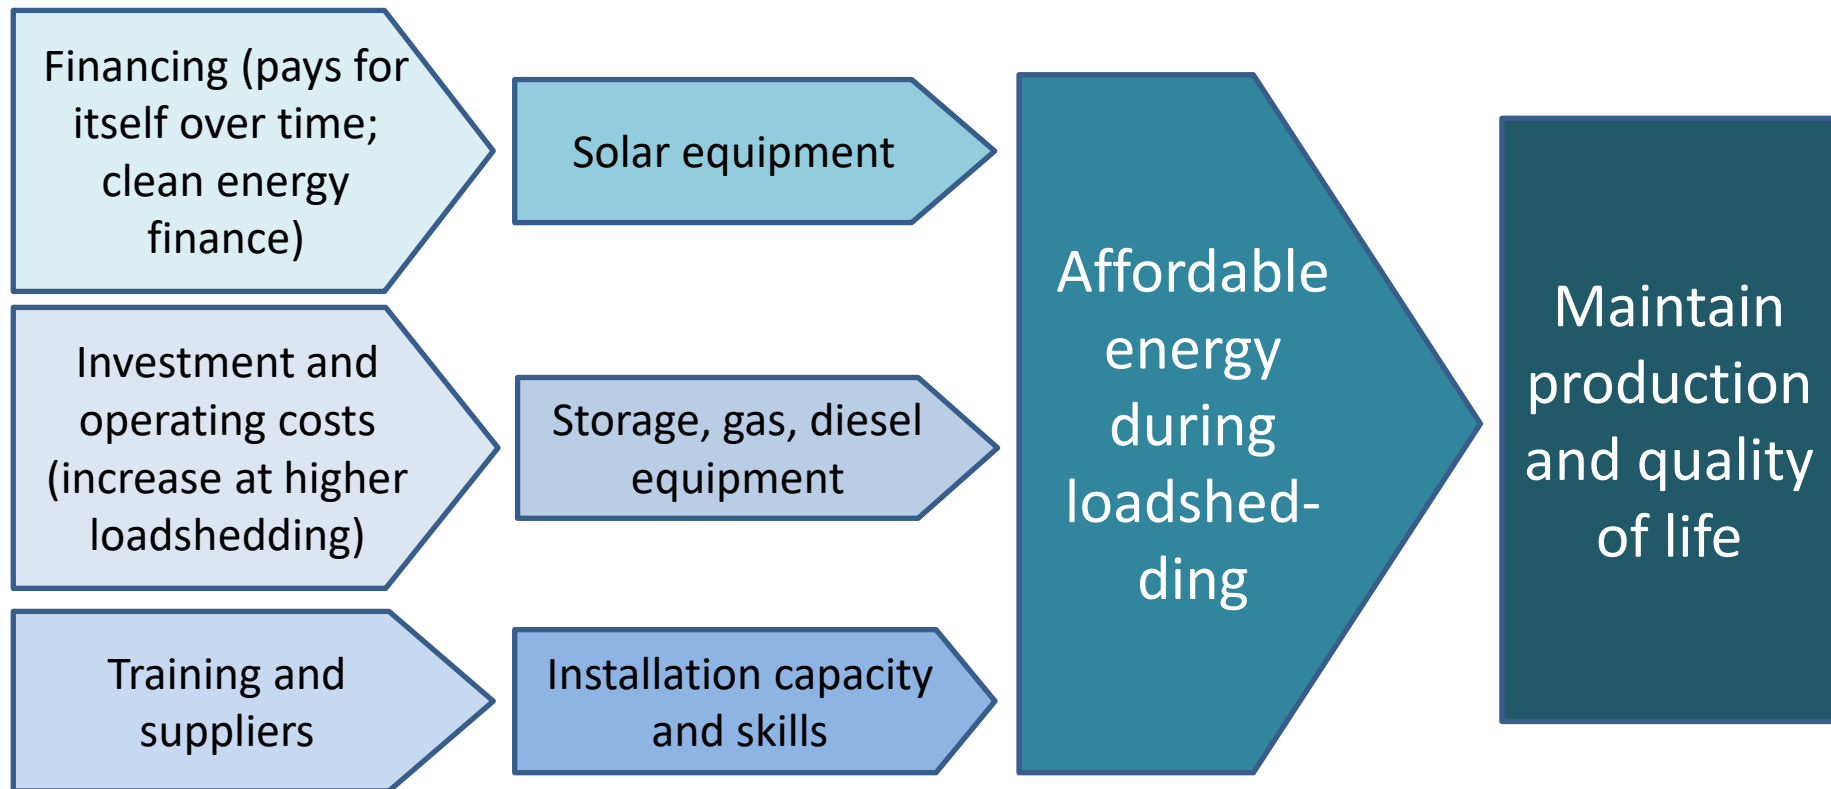 Financing (pays for
itself over time;
clean energy
finance)
Solar equipment
Investment and
operating costs
(increase at higher
loadshedding)
Storage, gas, diesel
equipment
Training and
suppliers
Installation capacity
and skills
Affordable
energy
during
loadshed-
ding
Maintain
production
and quality
of life